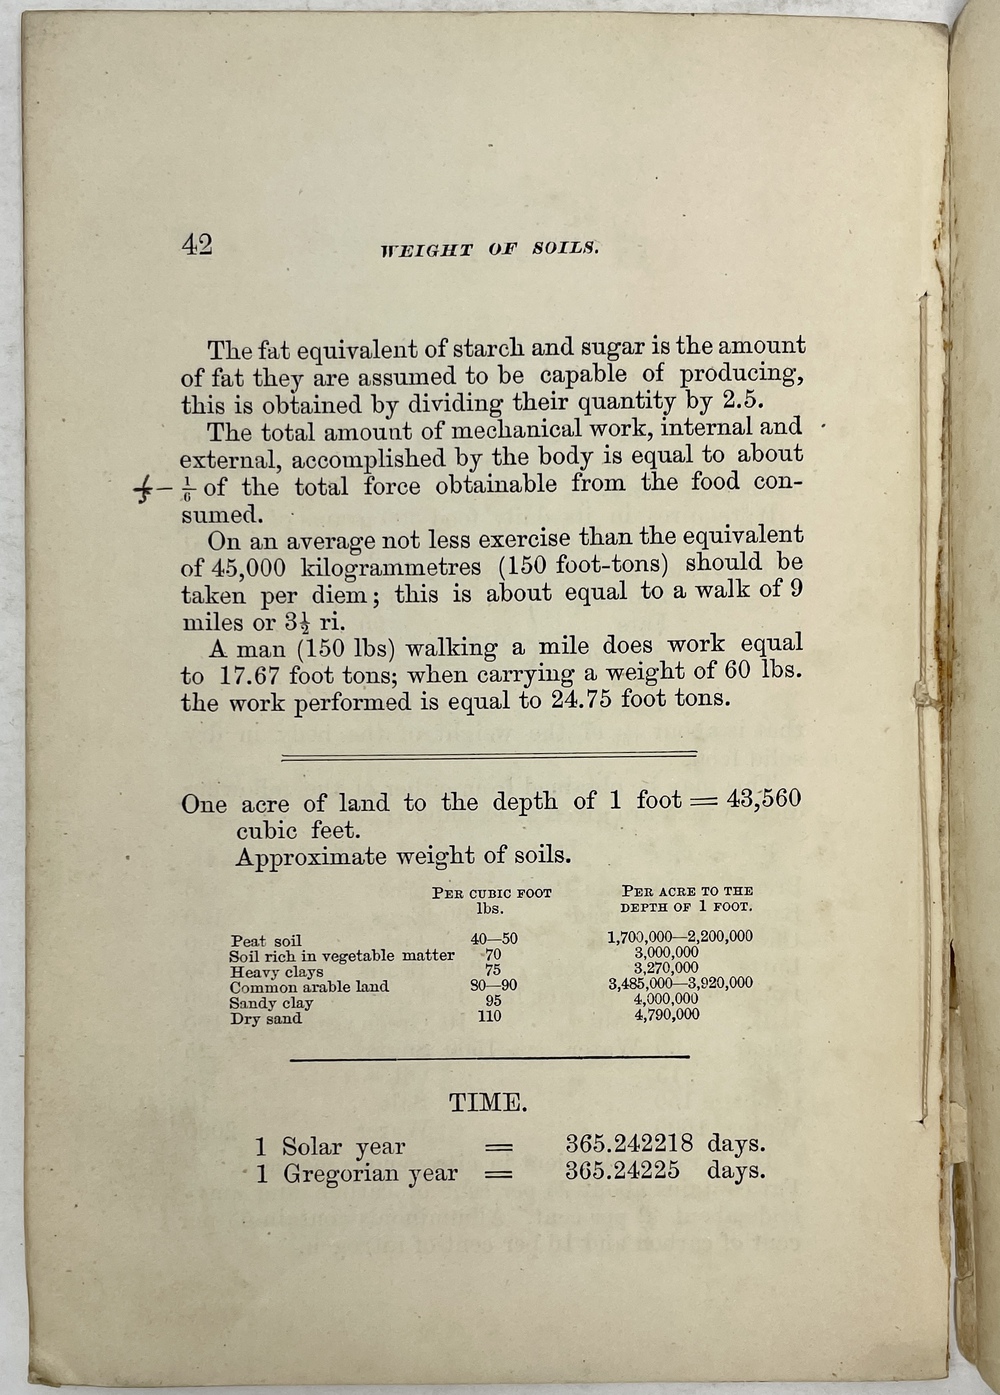 42 WEIGHT OF SOILS.
The fat equivalent of starch and sugar is the amount
of fat they are assumed to be capable of producing,
this is obtained by dividing their quantity by 2.5.
The total amount of mechanical work, internal and
external, accomplished by the body is equal to about
1/5 – 1/6 of the total force obtainable from the food con-
sumed.
On an average not less exercise than the equivalent
of 45,000 kilogrammetres (150 foot-tons) should be
taken per diem; this is about equal to a walk of 9
miles or 3½ ri.
A man (150 lbs) walking a mile does work equal
to 17.67 foot tons; when carrying a weight of 60 lbs.
the work performed is equal to 24.75 foot tons.
One acre of land to the depth of 1 foot = 43,560
cubic feet.
Approximate weight of soils.
PER CUBIC FOOT PER ACRE TO THE
lbs. DEPTH OF 1 FOOT.
Peat soil 40—50 1,700,000—2,200,000
Soil rich in vegetable matter 70 3,000,000
Heavy clays 75 3,270,000
Common arable land 80—90 3,485,000—3,920,000
Sandy clay 95 4,000,000
Dry sand 110 4,790,000
TIME.
1 Solar year = 365.242218 days.
1 Gregorian year = 365.24225 days.